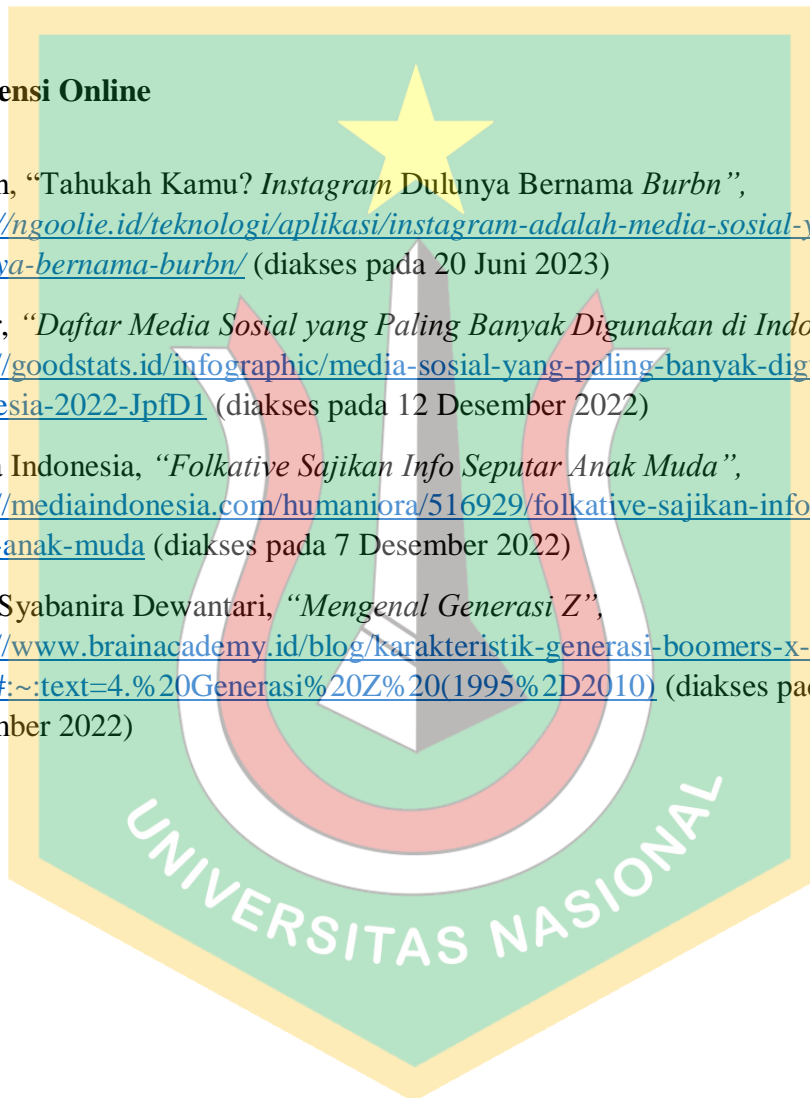 ensi Online
n, “Tahukah Kamu? Instagram Dulunya Bernama Burbn”,
//ngoolie.id/teknologi/aplikasi/instagram-adalah-media-sosial-y
ya-bernama-burbn/ (diakses pada 20 Juni 2023)
, “Daftar Media Sosial yang Paling Banyak Digunakan di Indo
//goodstats.id/infographic/media-sosial-yang-paling-banyak-dig
esia-2022-JpfD1 (diakses pada 12 Desember 2022)
a Indonesia, “Folkative Sajikan Info Seputar Anak Muda”,
//mediaindonesia.com/humaniora/516929/folkative-sajikan-info
-anak-muda (diakses pada 7 Desember 2022)
Syabanira Dewantari, “Mengenal Generasi Z”,
//www.brainacademy.id/blog/karakteristik-generasi-boomers-x-
#:~:text=4.%20Generasi%20Z%20(1995%2D2010) (diakses pa
mber 2022)
UNIVERSITAS NASIONAL